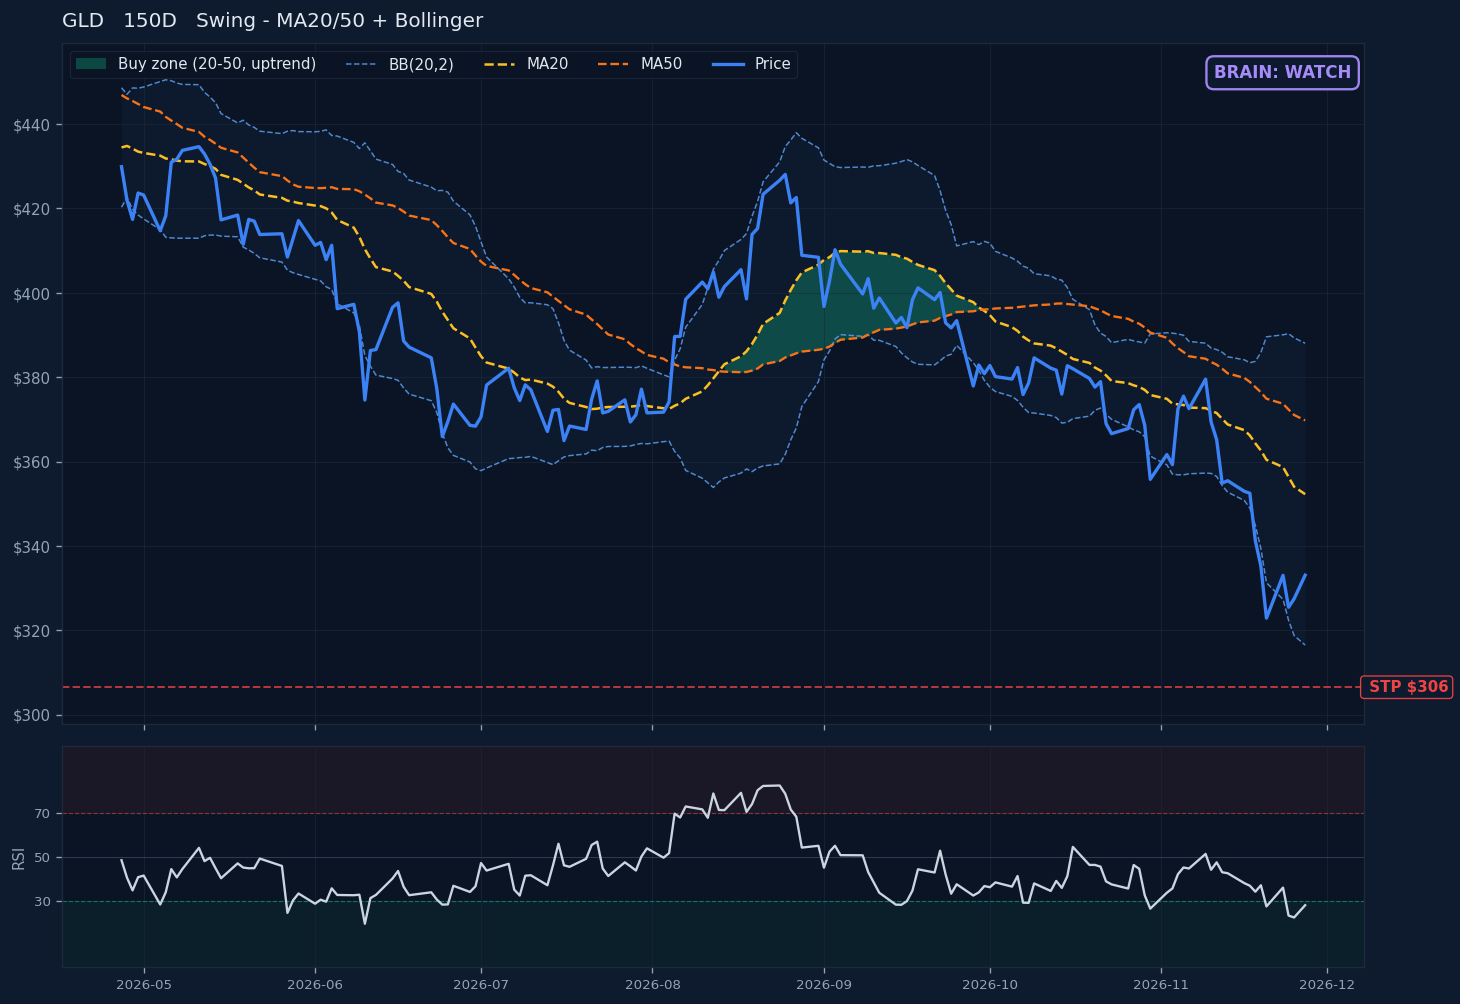 GLD   150D   Swing - MA20/50 + Bollinger
Buy zone (20-50, uptrend)   BB(20,2)   MA20   MA50   Price
BRAIN: WATCH
$440
$420
$400
$380
$360
$340
$320
$300
STP $306
RSI
70
50
30
2026-05   2026-06   2026-07   2026-08   2026-09   2026-10   2026-11   2026-12